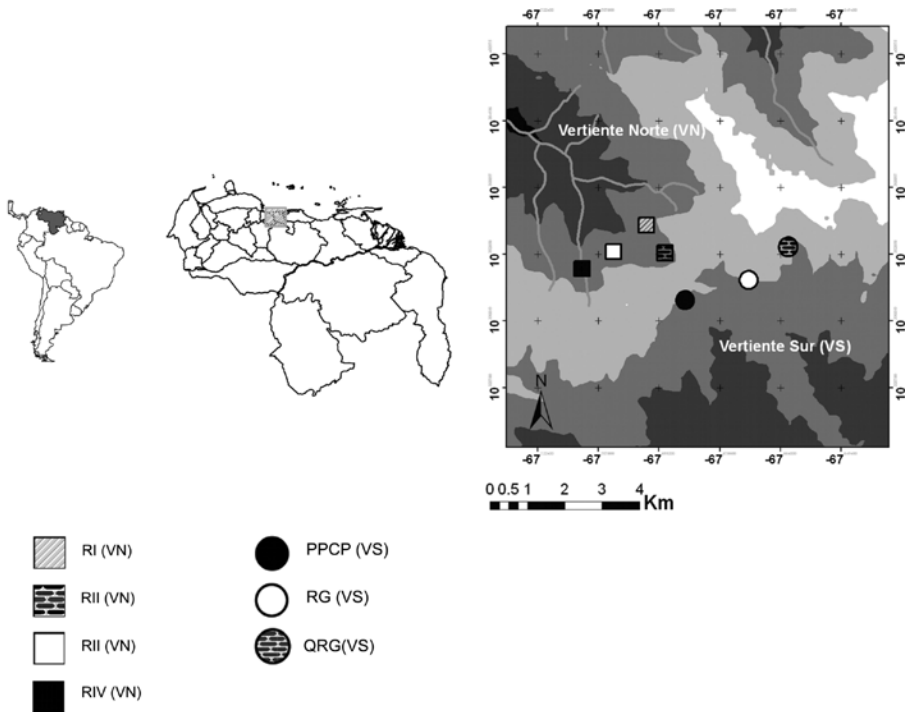 -67 -67 -67 -67 -67 -67
10 10
10 10
10 10
10 10
10 10
10 10
Vertiente Norte (VN)
Vertiente Sur (VS)
N
-67 -67 -67 -67 -67 -67
0 0.5 1 2 3 4
Km
RI (VN)
RII (VN)
RII (VN)
RIV (VN)
PPCP (VS)
RG (VS)
QRG(VS)